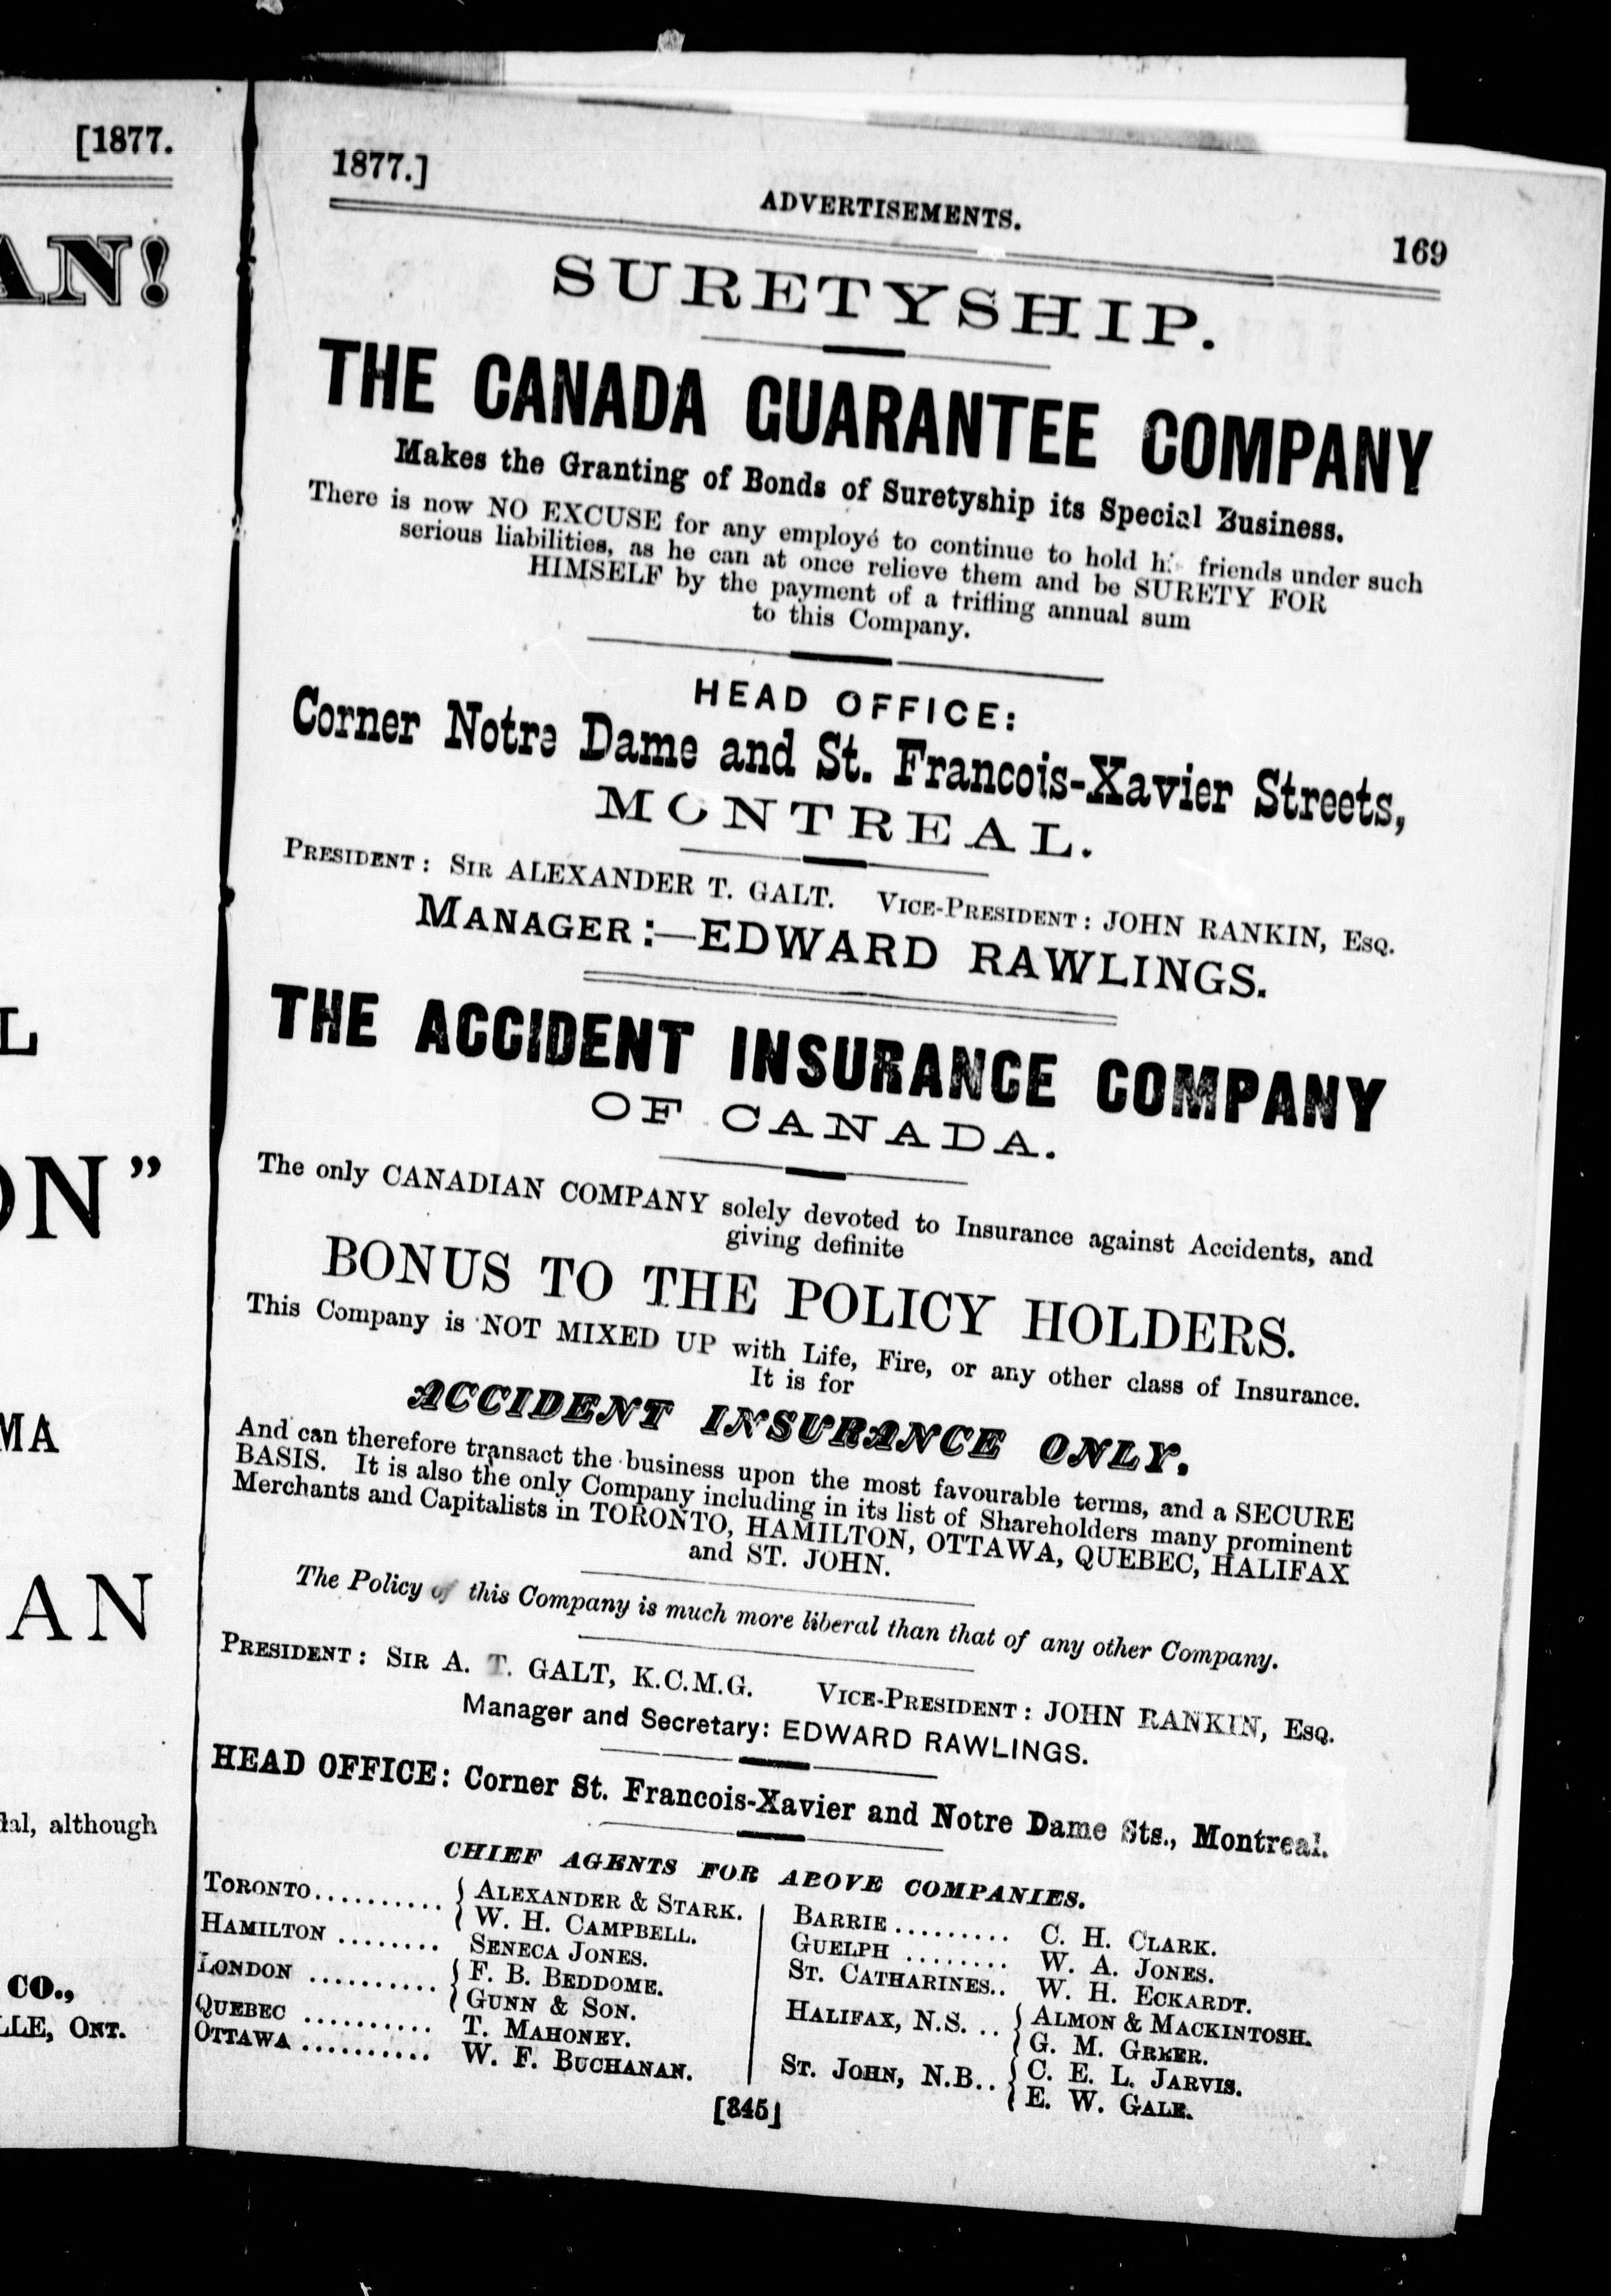 [1877.
AN!
L
ON”
MA
AN
although
CO.,
ONT.
1877.]
ADVERTISEMENTS.
169
SURETYSHIP.
THE CANADA GUARANTEE COMPANY
Makes the Granting of Bonds of Suretyship its Special Business.
There is now NO EXCUSE for any employé to continue to hold his friends under such
serious liabilities, as he can at once relieve them and be SURETY FOR
HIMSELF by the payment of a trifling annual sum
to this Company.
HEAD OFFICE:
Corner Notre Dame and St. Francois-Xavier Streets,
MONTREAL.
PRESIDENT: SIR ALEXANDER T. GALT. VICE-PRESIDENT: JOHN RANKIN, ESQ.
MANAGER:—EDWARD RAWLINGS.
THE ACCIDENT INSURANCE COMPANY
OF CANADA.
The only CANADIAN COMPANY solely devoted to Insurance against Accidents, and
giving definite
BONUS TO THE POLICY HOLDERS.
This Company is NOT MIXED UP with Life, Fire, or any other class of Insurance.
It is for
ACCIDENT INSURANCE ONLY.
And can therefore transact the business upon the most favourable terms, and a SECURE
BASIS. It is also the only Company including in its list of Shareholders many prominent
Merchants and Capitalists in TORONTO, HAMILTON, OTTAWA, QUEBEC, HALIFAX
and ST. JOHN.
The Policy of this Company is much more liberal than that of any other Company.
PRESIDENT: SIR A. T. GALT, K.C.M.G. VICE-PRESIDENT: JOHN RANKIN, ESQ.
Manager and Secretary: EDWARD RAWLINGS.
HEAD OFFICE: Corner St. Francois-Xavier and Notre Dame Sts., Montreal.
CHIEF AGENTS FOR ABOVE COMPANIES.
TORONTO.......... { ALEXANDER & STARK.
{ W. H. CAMPBELL.
HAMILTON ........ SENECA JONES.
LONDON .......... { F. B. BEDDOME.
{ GUNN & SON.
QUEBEC .......... T. MAHONEY.
OTTAWA .......... W. F. BUCHANAN.
BARRIE ......... C. H. CLARK.
GUELPH ........ W. A. JONES.
ST. CATHARINES.. W. H. ECKARDT.
HALIFAX, N.S. .. { ALMON & MACKINTOSH.
{ G. M. GREER.
ST. JOHN, N.B.. { C. E. L. JARVIS.
{ E. W. GALE.
[345]